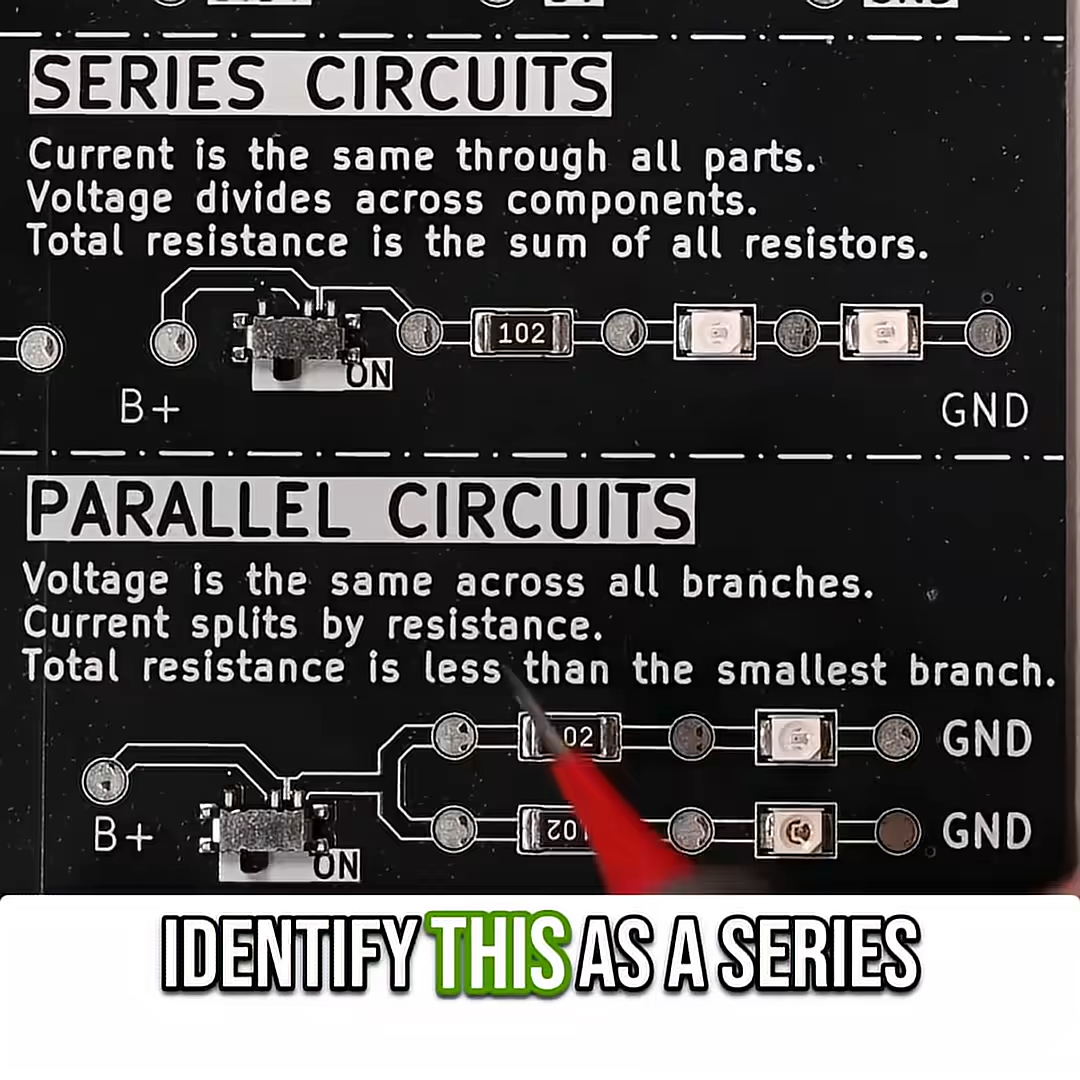 SERIES CIRCUITS
Current is the same through all parts.
Voltage divides across components.
Total resistance is the sum of all resistors.
102
ON
B+
GND
PARALLEL CIRCUITS
Voltage is the same across all branches.
Current splits by resistance.
Total resistance is less than the smallest branch.
02
GND
B+
ON
GND
IDENTIFY THIS AS A SERIES